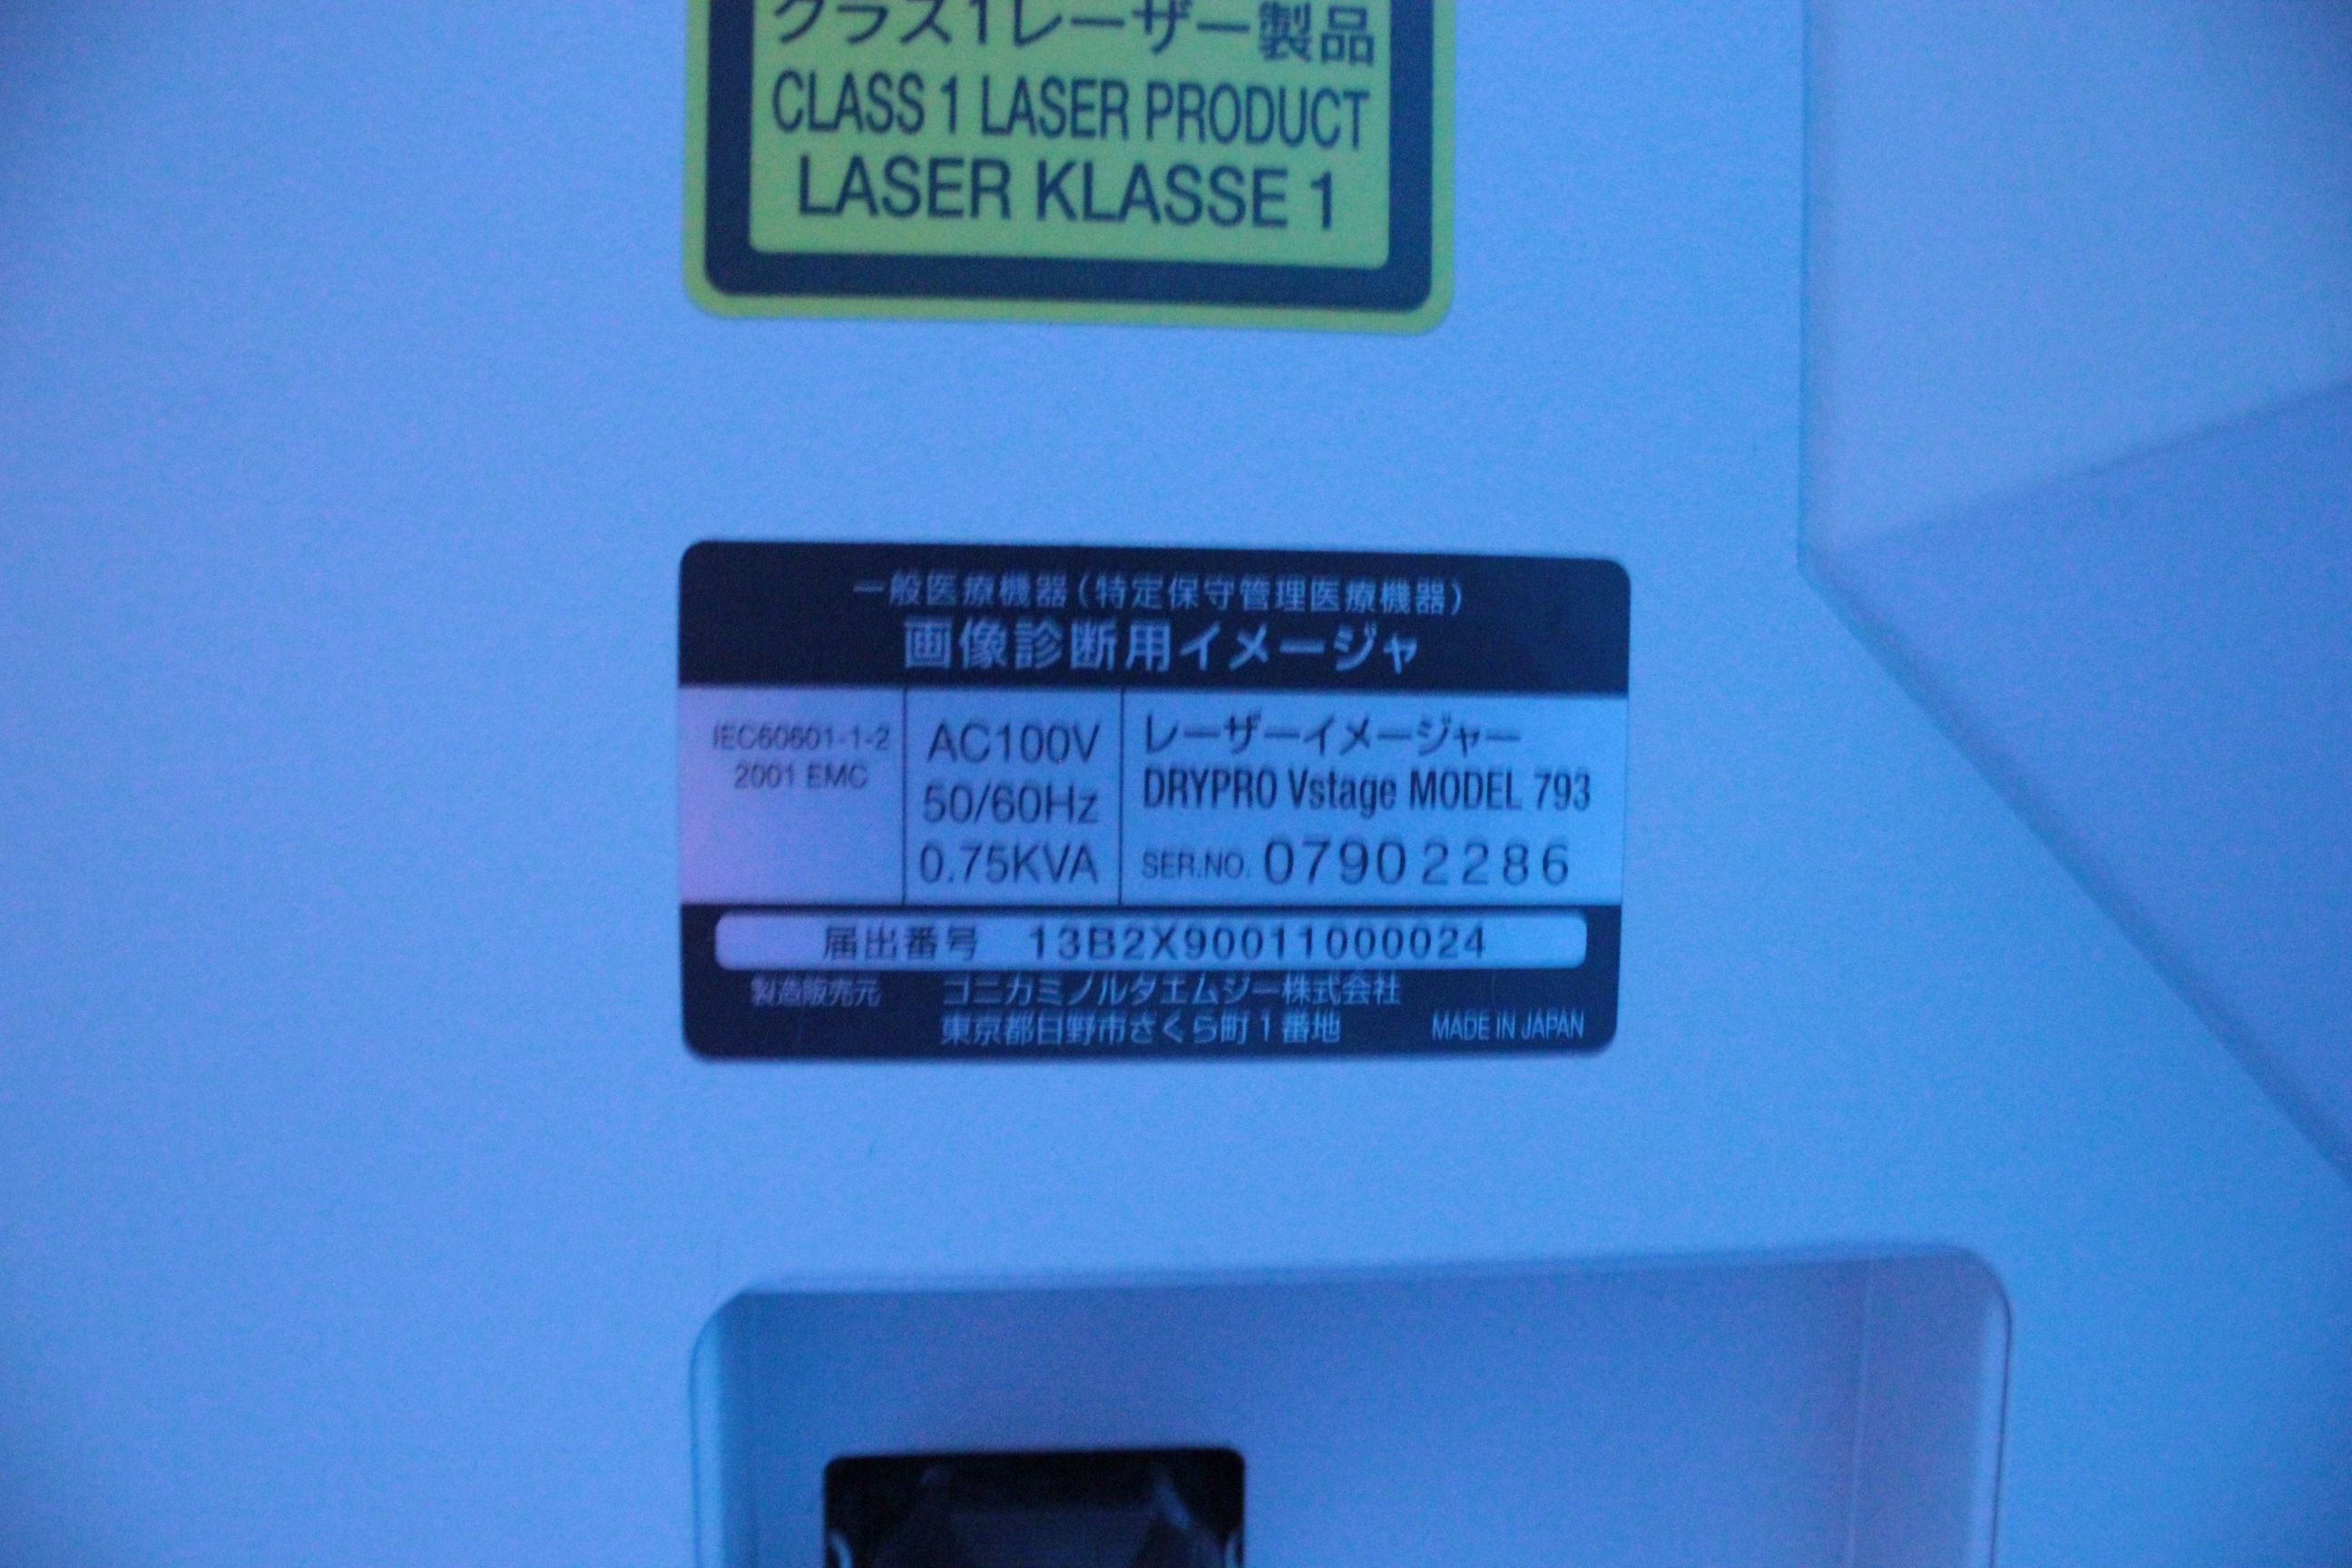 クラス1レーザー製品
CLASS 1 LASER PRODUCT
LASER KLASSE 1
一般医療機器(特定保守管理医療機器)
画像診断用イメージャ
IEC60601-1-2
2001 EMC
AC100V
50/60Hz
0.75KVA
レーザーイメージャー
DRYPRO Vstage MODEL 793
SER.NO. 07902286
届出番号 13B2X90011000024
製造販売元 コニカミノルタエムジー株式会社
東京都日野市さくら町1番地
MADE IN JAPAN